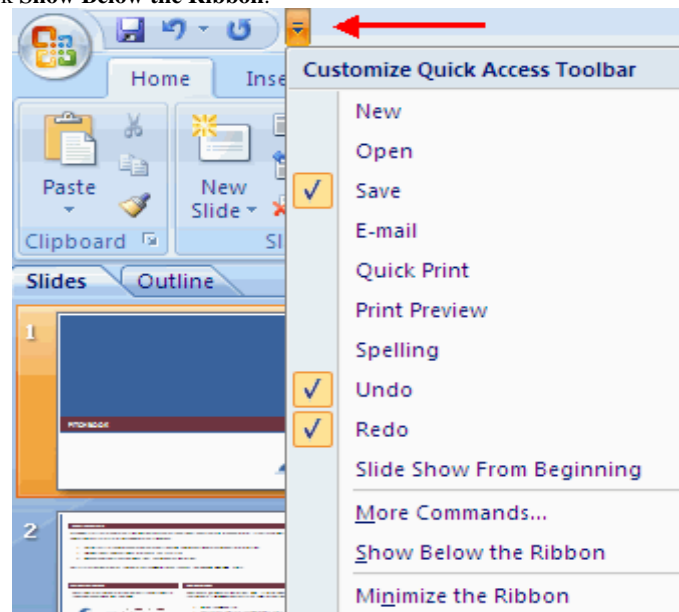 k Show Below the Ribbon.
Home Inse
Customize Quick Access Toolbar
New
Open
Save
E-mail
Quick Print
Print Preview
Spelling
Undo
Redo
Slide Show From Beginning
More Commands...
Show Below the Ribbon
Minimize the Ribbon
Paste
New
Slide
Clipboard Sl
Slides Outline
1
PITCHBOOK
2